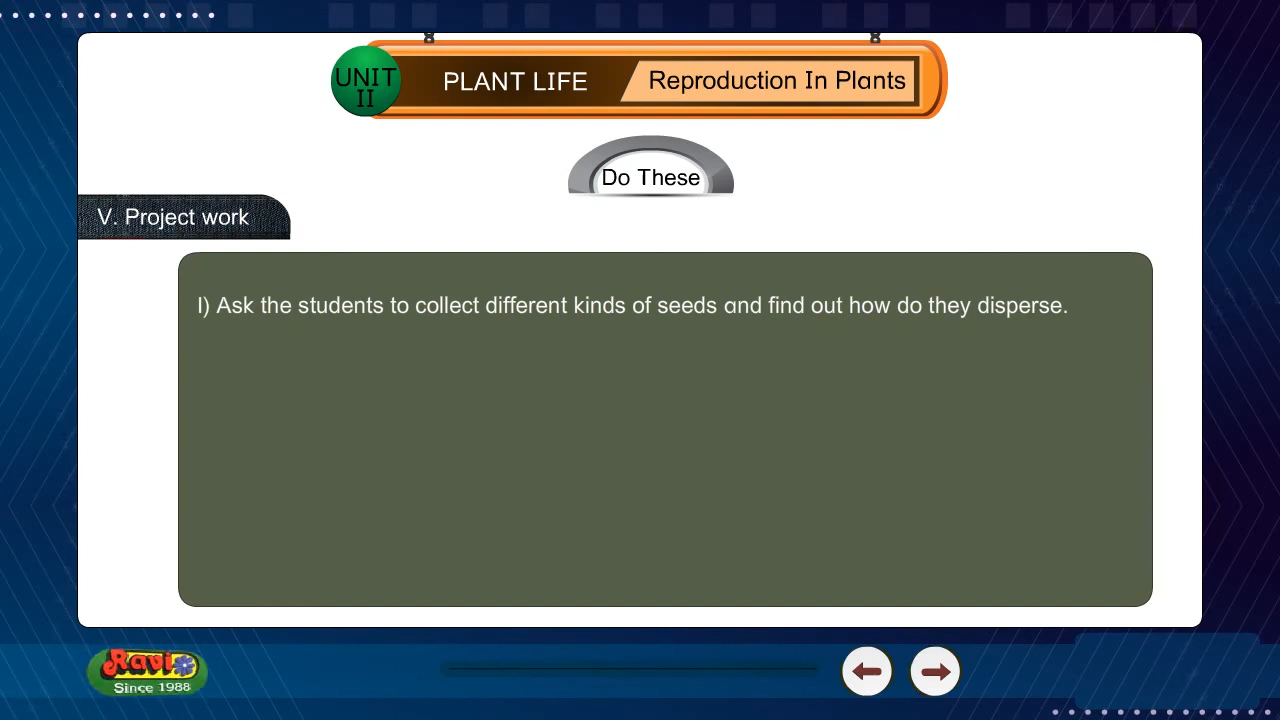 UNIT
II
PLANT LIFE
Reproduction In Plants
Do These
V. Project work
I) Ask the students to collect different kinds of seeds and find out how do they disperse.
Ravi
Since 1988